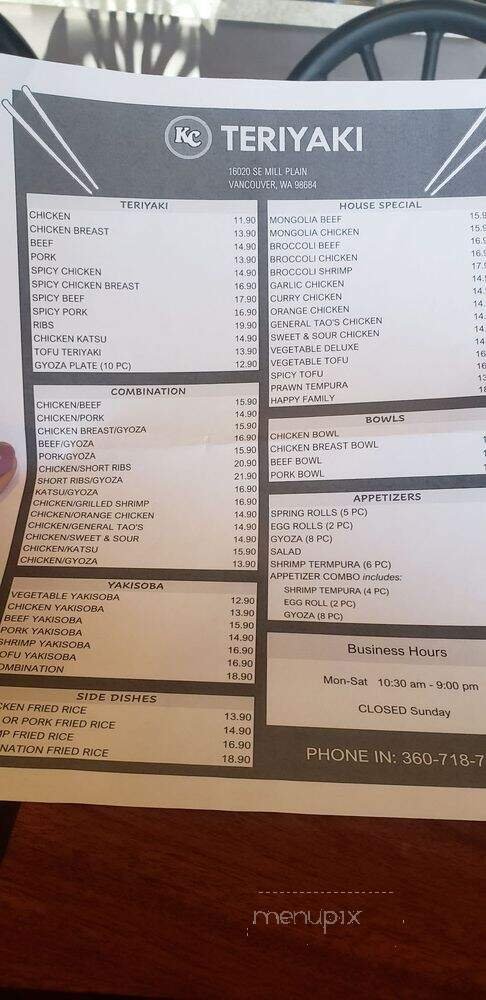 KC TERIYAKI
16020 SE MILL PLAIN
VANCOUVER, WA 98684
TERIYAKI
CHICKEN 11.90
CHICKEN BREAST 13.90
BEEF 14.90
PORK 13.90
SPICY CHICKEN 14.90
SPICY CHICKEN BREAST 16.90
SPICY BEEF 17.90
SPICY PORK 16.90
RIBS 19.90
CHICKEN KATSU 14.90
TOFU TERIYAKI 13.90
GYOZA PLATE (10 PC) 12.90
COMBINATION
CHICKEN/BEEF 15.90
CHICKEN/PORK 14.90
CHICKEN BREAST/GYOZA 15.90
BEEF/GYOZA 16.90
PORK/GYOZA 15.90
CHICKEN/SHORT RIBS 20.90
SHORT RIBS/GYOZA 21.90
KATSU/GYOZA 16.90
CHICKEN/GRILLED SHRIMP 16.90
CHICKEN/ORANGE CHICKEN 14.90
CHICKEN/GENERAL TAO'S 14.90
CHICKEN/SWEET & SOUR 14.90
CHICKEN/KATSU 15.90
CHICKEN/GYOZA 13.90
YAKISOBA
VEGETABLE YAKISOBA 12.90
CHICKEN YAKISOBA 13.90
BEEF YAKISOBA 15.90
PORK YAKISOBA 14.90
SHRIMP YAKISOBA 16.90
OFU YAKISOBA 16.90
OMBINATION 18.90
SIDE DISHES
CKEN FRIED RICE 13.90
OR PORK FRIED RICE 14.90
MP FRIED RICE 16.90
NATION FRIED RICE 18.90
HOUSE SPECIAL
MONGOLIA BEEF
MONGOLIA CHICKEN
BROCCOLI BEEF
BROCCOLI CHICKEN
BROCCOLI SHRIMP
GARLIC CHICKEN
CURRY CHICKEN
ORANGE CHICKEN
GENERAL TAO'S CHICKEN
SWEET & SOUR CHICKEN
VEGETABLE DELUXE
VEGETABLE TOFU
SPICY TOFU
PRAWN TEMPURA
HAPPY FAMILY
BOWLS
CHICKEN BOWL
CHICKEN BREAST BOWL
BEEF BOWL
PORK BOWL
APPETIZERS
SPRING ROLLS (5 PC)
EGG ROLLS (2 PC)
GYOZA (8 PC)
SALAD
SHRIMP TERMPURA (6 PC)
APPETIZER COMBO includes:
SHRIMP TEMPURA (4 PC)
EGG ROLL (2 PC)
GYOZA (8 PC)
Business Hours
Mon-Sat 10:30 am - 9:00 pm
CLOSED Sunday
PHONE IN: 360-718-7
menupix